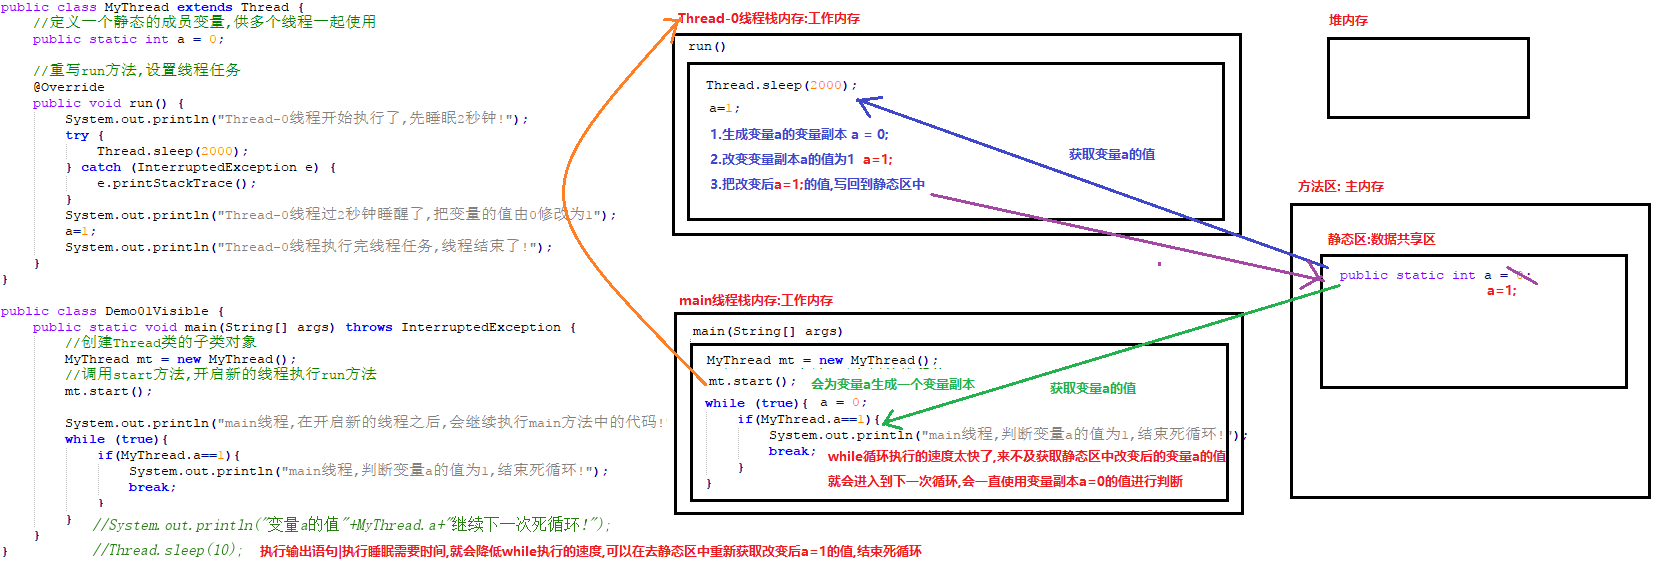 public class MyThread extends Thread {
//定义一个静态的成员变量,供多个线程一起使用
public static int a = 0;
//重写run方法,设置线程任务
@Override
public void run() {
System.out.println("Thread-0线程开始执行了,先睡眠2秒钟!");
try {
Thread.sleep(2000);
} catch (InterruptedException e) {
e.printStackTrace();
}
System.out.println("Thread-0线程过2秒钟睡醒了,把变量的值由0修改为1");
a=1;
System.out.println("Thread-0线程执行完线程任务,线程结束了!");
}
}
public class Demo01Visible {
public static void main(String[] args) throws InterruptedException {
//创建Thread类的子类对象
MyThread mt = new MyThread();
//调用start方法,开启新的线程执行run方法
mt.start();
System.out.println("main线程,在开启新的线程之后,会继续执行main方法中的代码!"
while (true){
if(MyThread.a==1){
System.out.println("main线程,判断变量a的值为1,结束死循环!");
break;
}
}
//System.out.println("变量a的值"+MyThread.a+"继续下一次死循环!");
}
//Thread.sleep(10);
}
执行输出语句|执行睡眠需要时间,就会降低while执行的速度,可以在去静态区中重新获取改变后a=1的值,结束死循环
Thread-0线程栈内存:工作内存
run()
Thread.sleep(2000);
a=1;
1.生成变量a的变量副本 a = 0;
2.改变变量副本a的值为1 a=1;
3.把改变后a=1;的值,写回到静态区中
获取变量a的值
main线程栈内存:工作内存
main(String[] args)
MyThread mt = new MyThread();
mt.start();
会为变量a生成一个变量副本
while (true){
a = 0;
if(MyThread.a==1){
System.out.println("main线程,判断变量a的值为1,结束死循环!");
break;
while循环执行的速度太快了,来不及获取静态区中改变后的变量a的值
}
就会进入到下一次循环,会一直使用变量副本a=0的值进行判断
}
获取变量a的值
堆内存
方法区: 主内存
静态区:数据共享区
public static int a = 0;
a=1;